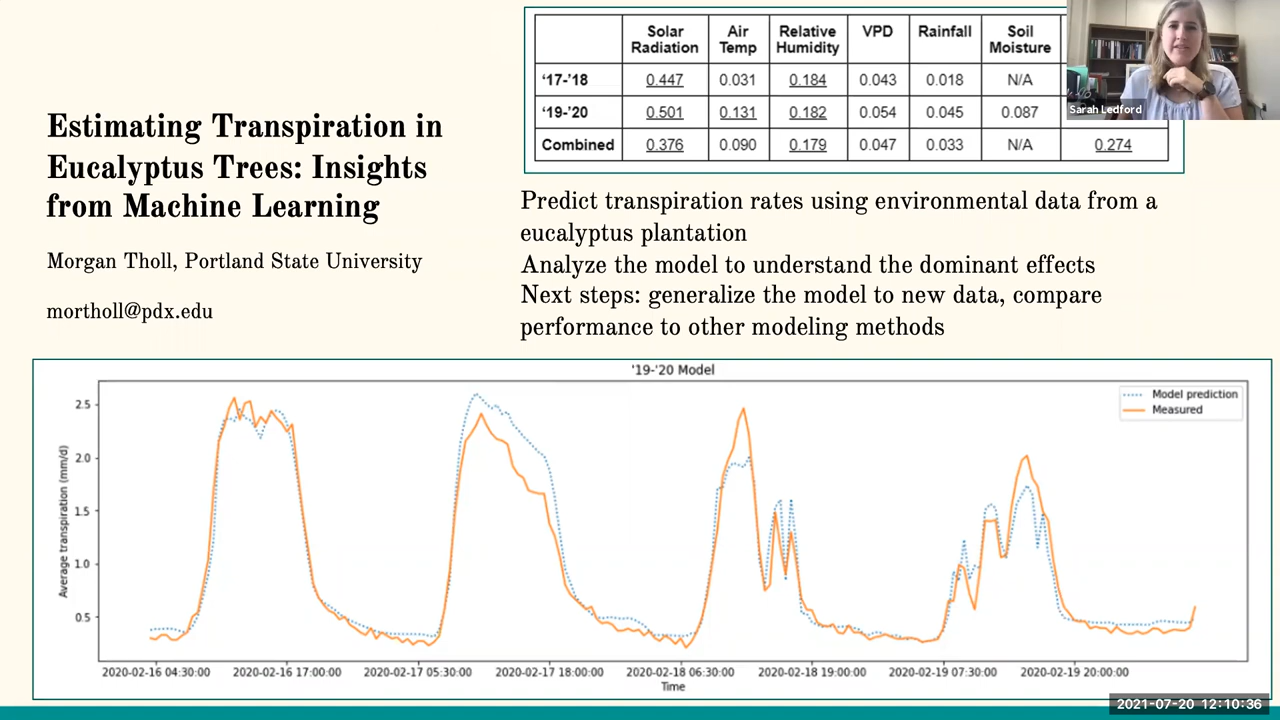 Estimating Transpiration in
Eucalyptus Trees: Insights
from Machine Learning
Morgan Tholl, Portland State University
mortholl@pdx.edu
Solar Radiation Air Temp Relative Humidity VPD Rainfall Soil Moisture
‘17-’18 0.447 0.031 0.184 0.043 0.018 N/A
‘19-’20 0.501 0.131 0.182 0.054 0.045 0.087
Combined 0.376 0.090 0.179 0.047 0.033 N/A 0.274
Sarah Ledford
Predict transpiration rates using environmental data from a
eucalyptus plantation
Analyze the model to understand the dominant effects
Next steps: generalize the model to new data, compare
performance to other modeling methods
'19-'20 Model
Model prediction
Measured
Average transpiration (mm/d)
2.5
2.0
1.5
1.0
0.5
2020-02-16 04:30:00 2020-02-16 17:00:00 2020-02-17 05:30:00 2020-02-17 18:00:00 2020-02-18 06:30:00 2020-02-18 19:00:00 2020-02-19 07:30:00 2020-02-19 20:00:00
Time
2021-07-20 12:10:36